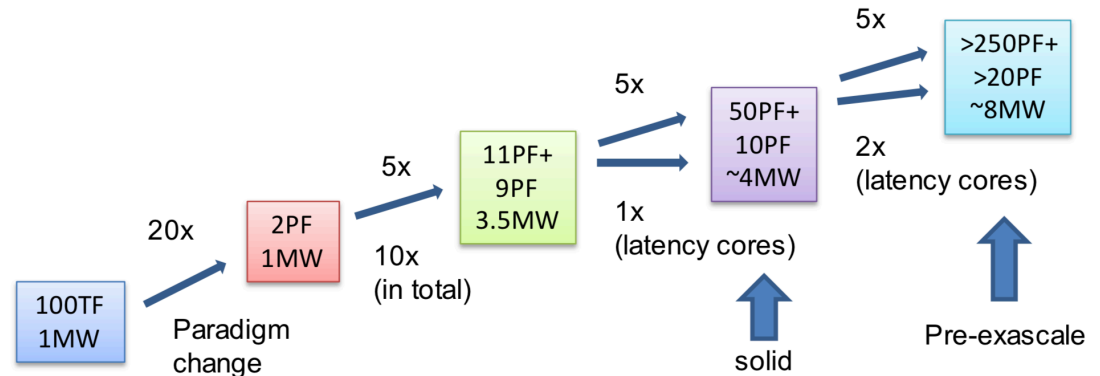 100TF
1MW
20x
Paradigm
change
2PF
1MW
5x
10x
(in total)
11PF+
9PF
3.5MW
5x
1x
(latency cores)
50PF+
10PF
~4MW
solid
5x
2x
(latency cores)
>250PF+
>20PF
~8MW
Pre-exascale